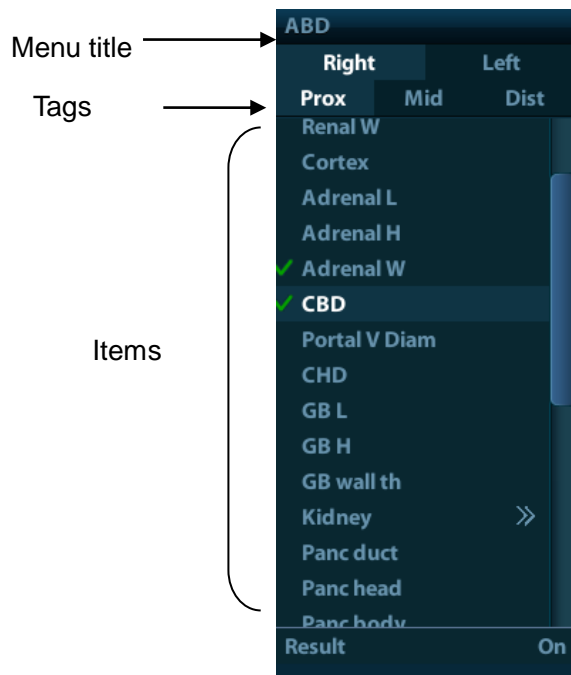 ABD
Menu title
Right Left
Tags
Prox Mid Dist
Renal W
Cortex
Adrenal L
Adrenal H
Adrenal W
CBD
Items
Portal V Diam
CHD
GB L
GB H
GB wall th
Kidney
Panc duct
Panc head
Panc body
Result On